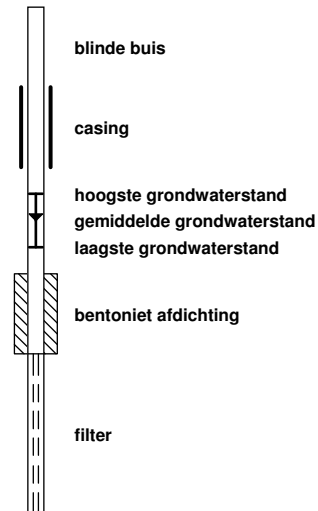 blinde buis
casing
hoogste grondwaterstand
gemiddelde grondwaterstand
laagste grondwaterstand
bentoniet afdichting
filter